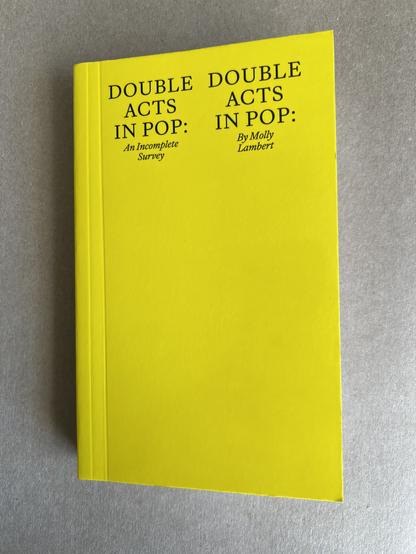 DOUBLE
ACTS
IN POP:
An Incomplete
Survey
DOUBLE
ACTS
IN POP:
By Molly
Lambert